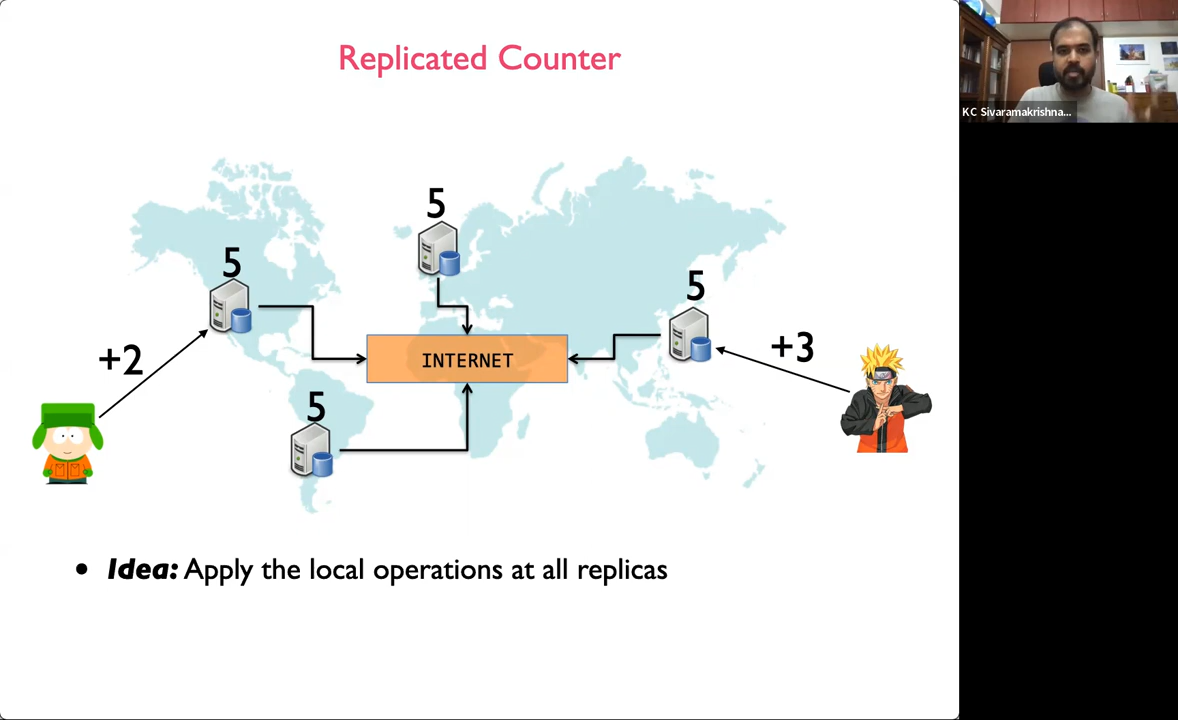 Replicated Counter
KC Sivaramakrishna...
5
5
5
+2
+3
INTERNET
5
• Idea: Apply the local operations at all replicas